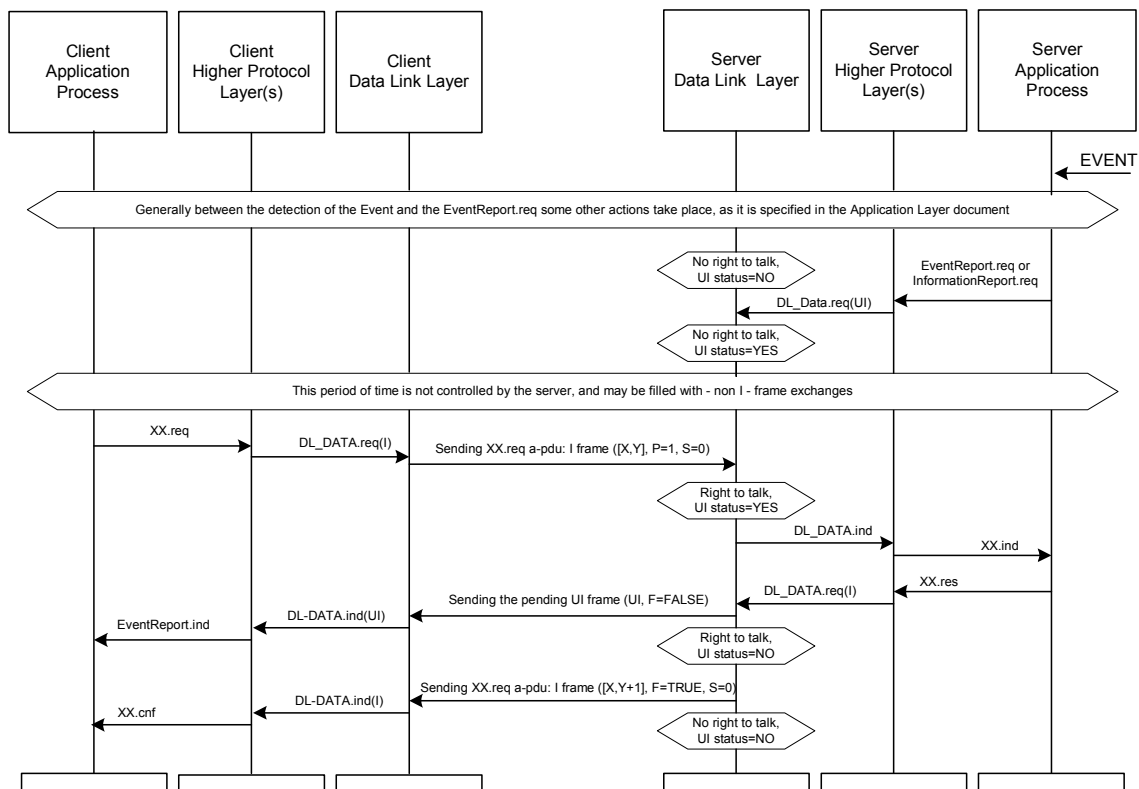 Client
Application
Process
Client
Higher Protocol
Layer(s)
Client
Data Link Layer
Server
Data Link Layer
Server
Higher Protocol
Layer(s)
Server
Application
Process
EVENT
Generally between the detection of the Event and the EventReport.req some other actions take place, as it is specified in the Application Layer document
No right to talk,
UI status=NO
EventReport.req or
InformationReport.req
DL_Data.req(UI)
No right to talk,
UI status=YES
This period of time is not controlled by the server, and may be filled with - non I - frame exchanges
XX.req
DL_DATA.req(I)
Sending XX.req a-pdu: I frame ([X,Y], P=1, S=0)
Right to talk,
UI status=YES
DL_DATA.ind
XX.ind
XX.res
DL_DATA.req(I)
Sending the pending UI frame (UI, F=FALSE)
DL-DATA.ind(UI)
EventReport.ind
Right to talk,
UI status=NO
Sending XX.req a-pdu: I frame ([X,Y+1], F=TRUE, S=0)
DL-DATA.ind(I)
XX.cnf
No right to talk,
UI status=NO